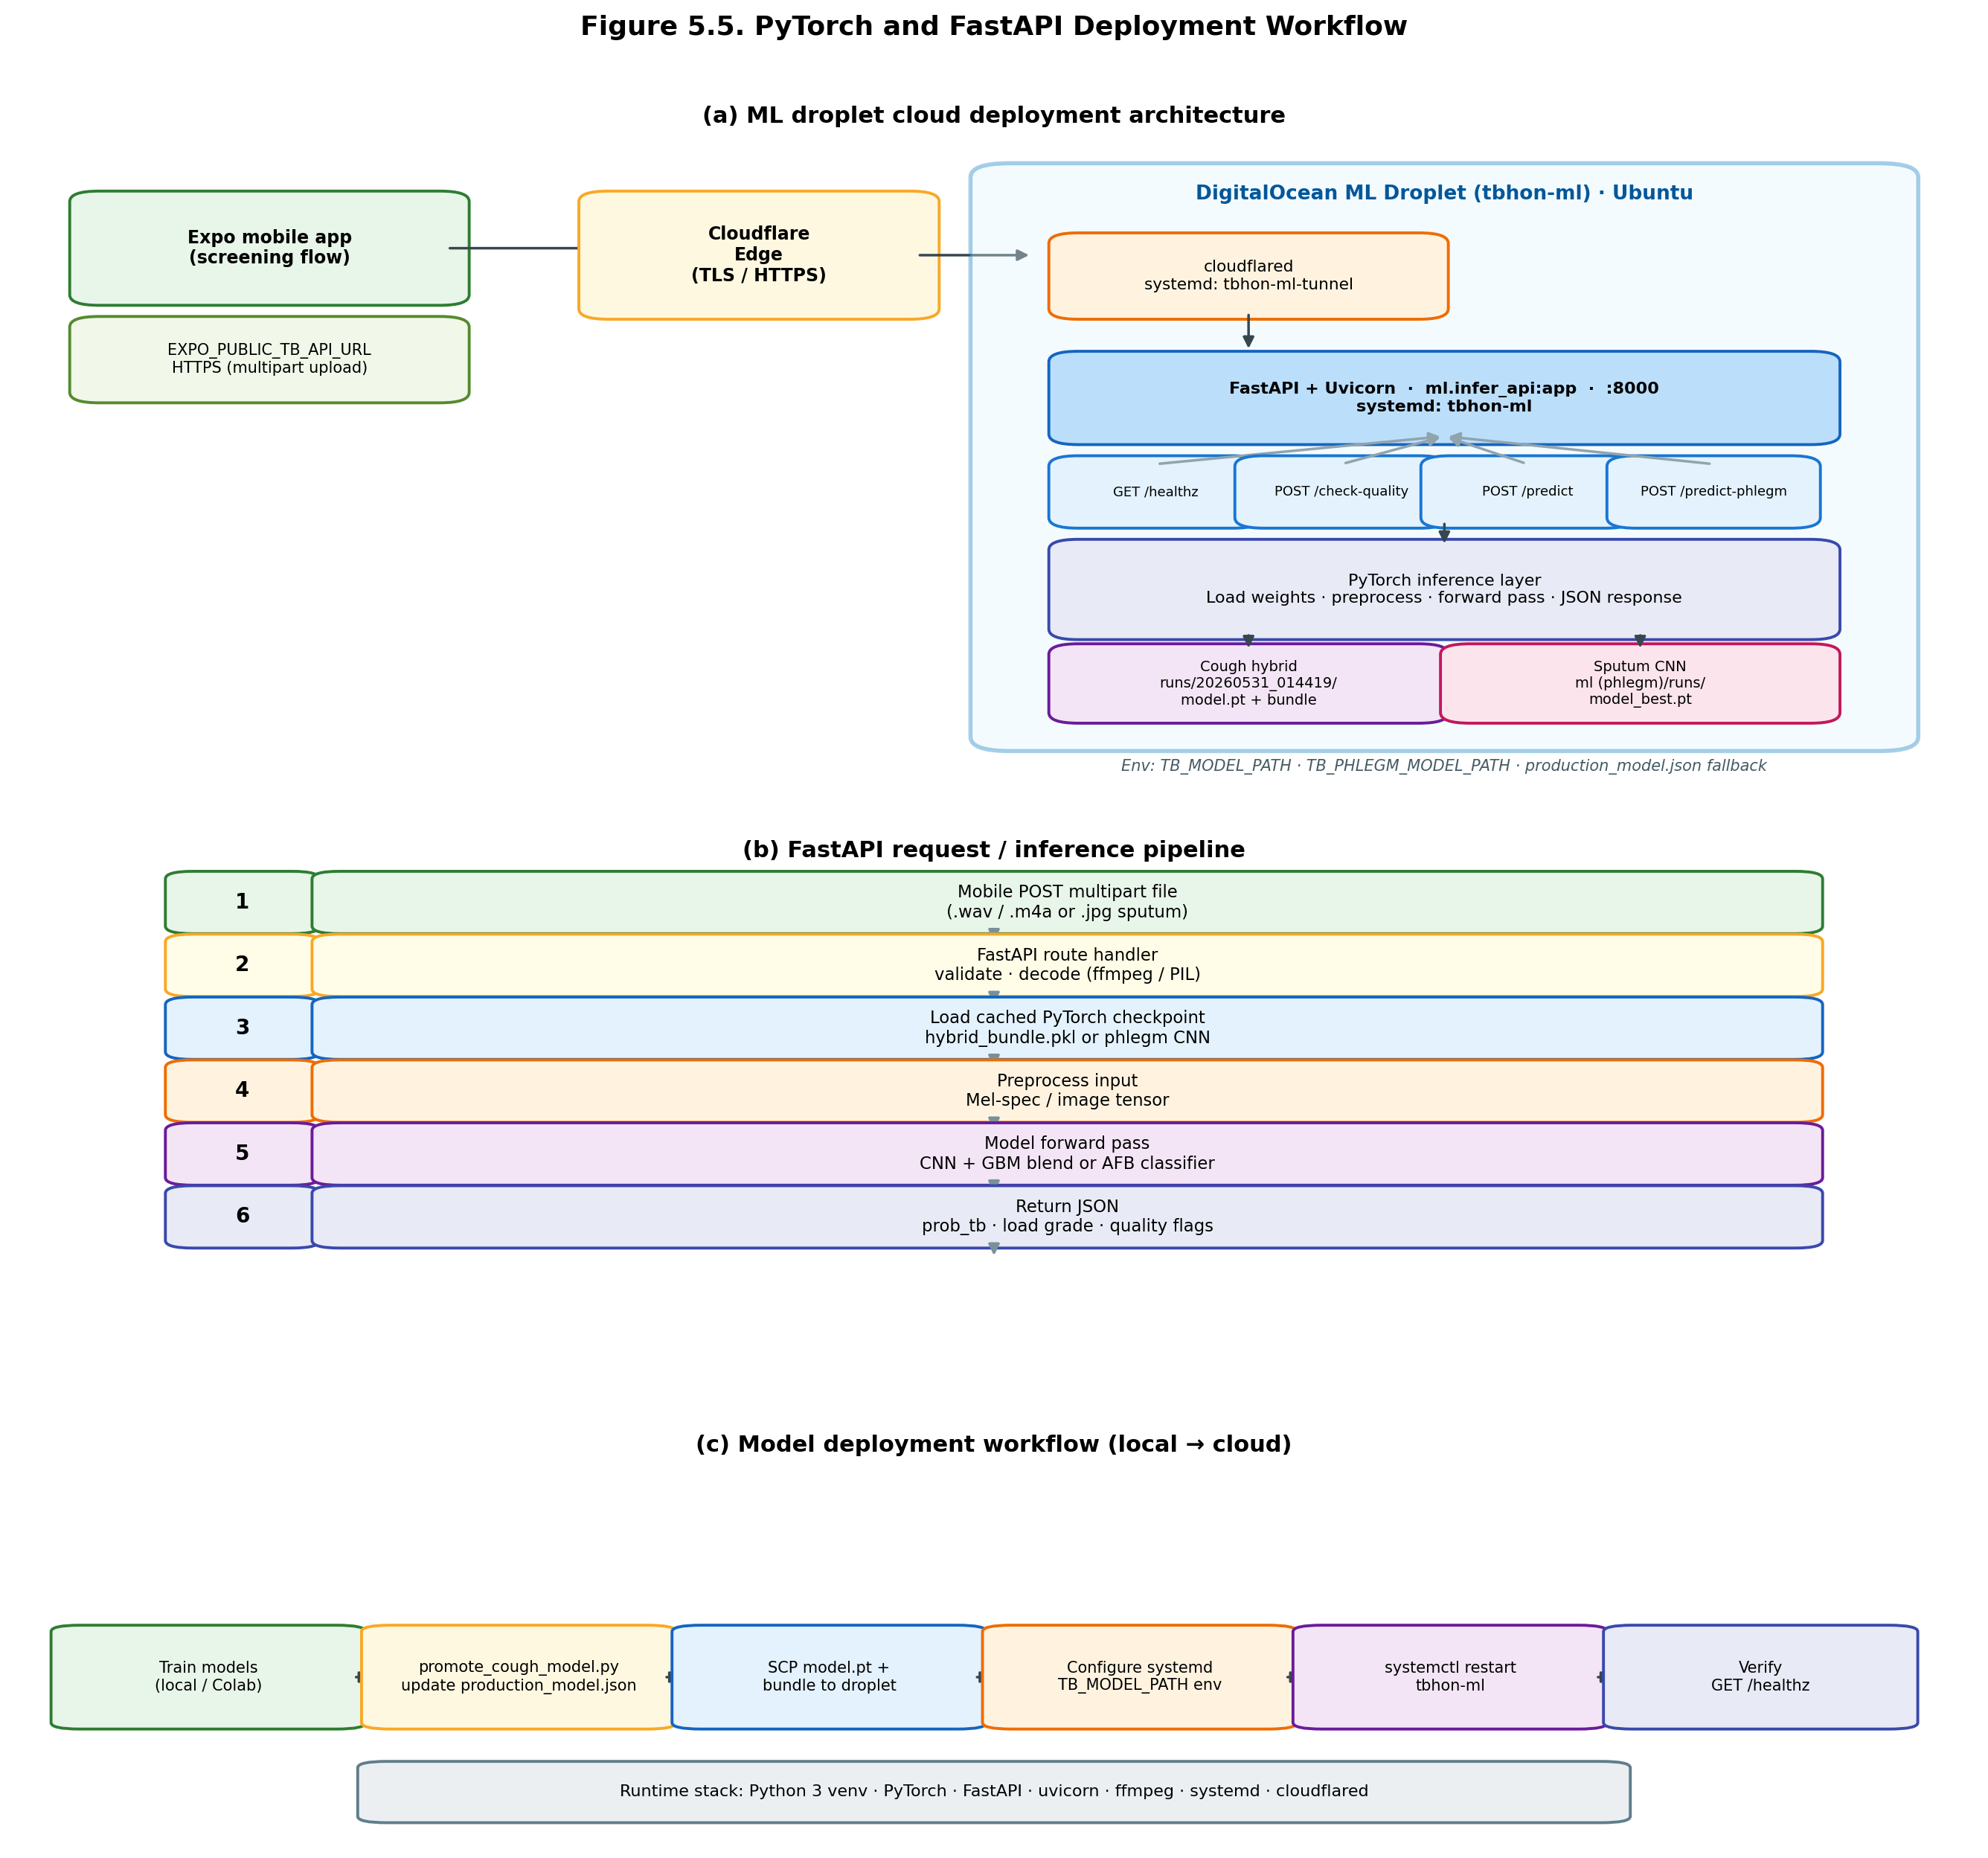 Figure 5.5. PyTorch and FastAPI Deployment Workflow
(a) ML droplet cloud deployment architecture
Expo mobile app
(screening flow)
EXPO_PUBLIC_TB_API_URL
HTTPS (multipart upload)
Cloudflare
Edge
(TLS / HTTPS)
DigitalOcean ML Droplet (tbhon-ml) · Ubuntu
cloudflared
systemd: tbhon-ml-tunnel
FastAPI + Uvicorn · ml.infer_api:app · :8000
systemd: tbhon-ml
GET /healthz
POST /check-quality
POST /predict
POST /predict-phlegm
PyTorch inference layer
Load weights · preprocess · forward pass · JSON response
Cough hybrid
runs/20260531_014419/
model.pt + bundle
Sputum CNN
ml (phlegm)/runs/
model_best.pt
Env: TB_MODEL_PATH · TB_PHLEGM_MODEL_PATH · production_model.json fallback
(b) FastAPI request / inference pipeline
1
Mobile POST multipart file
(.wav / .m4a or .jpg sputum)
2
FastAPI route handler
validate · decode (ffmpeg / PIL)
3
Load cached PyTorch checkpoint
hybrid_bundle.pkl or phlegm CNN
4
Preprocess input
Mel-spec / image tensor
5
Model forward pass
CNN + GBM blend or AFB classifier
6
Return JSON
prob_tb · load grade · quality flags
(c) Model deployment workflow (local → cloud)
Train models
(local / Colab)
promote_cough_model.py
update production_model.json
SCP model.pt +
bundle to droplet
Configure systemd
TB_MODEL_PATH env
systemctl restart
tbhon-ml
Verify
GET /healthz
Runtime stack: Python 3 venv · PyTorch · FastAPI · uvicorn · ffmpeg · systemd · cloudflared